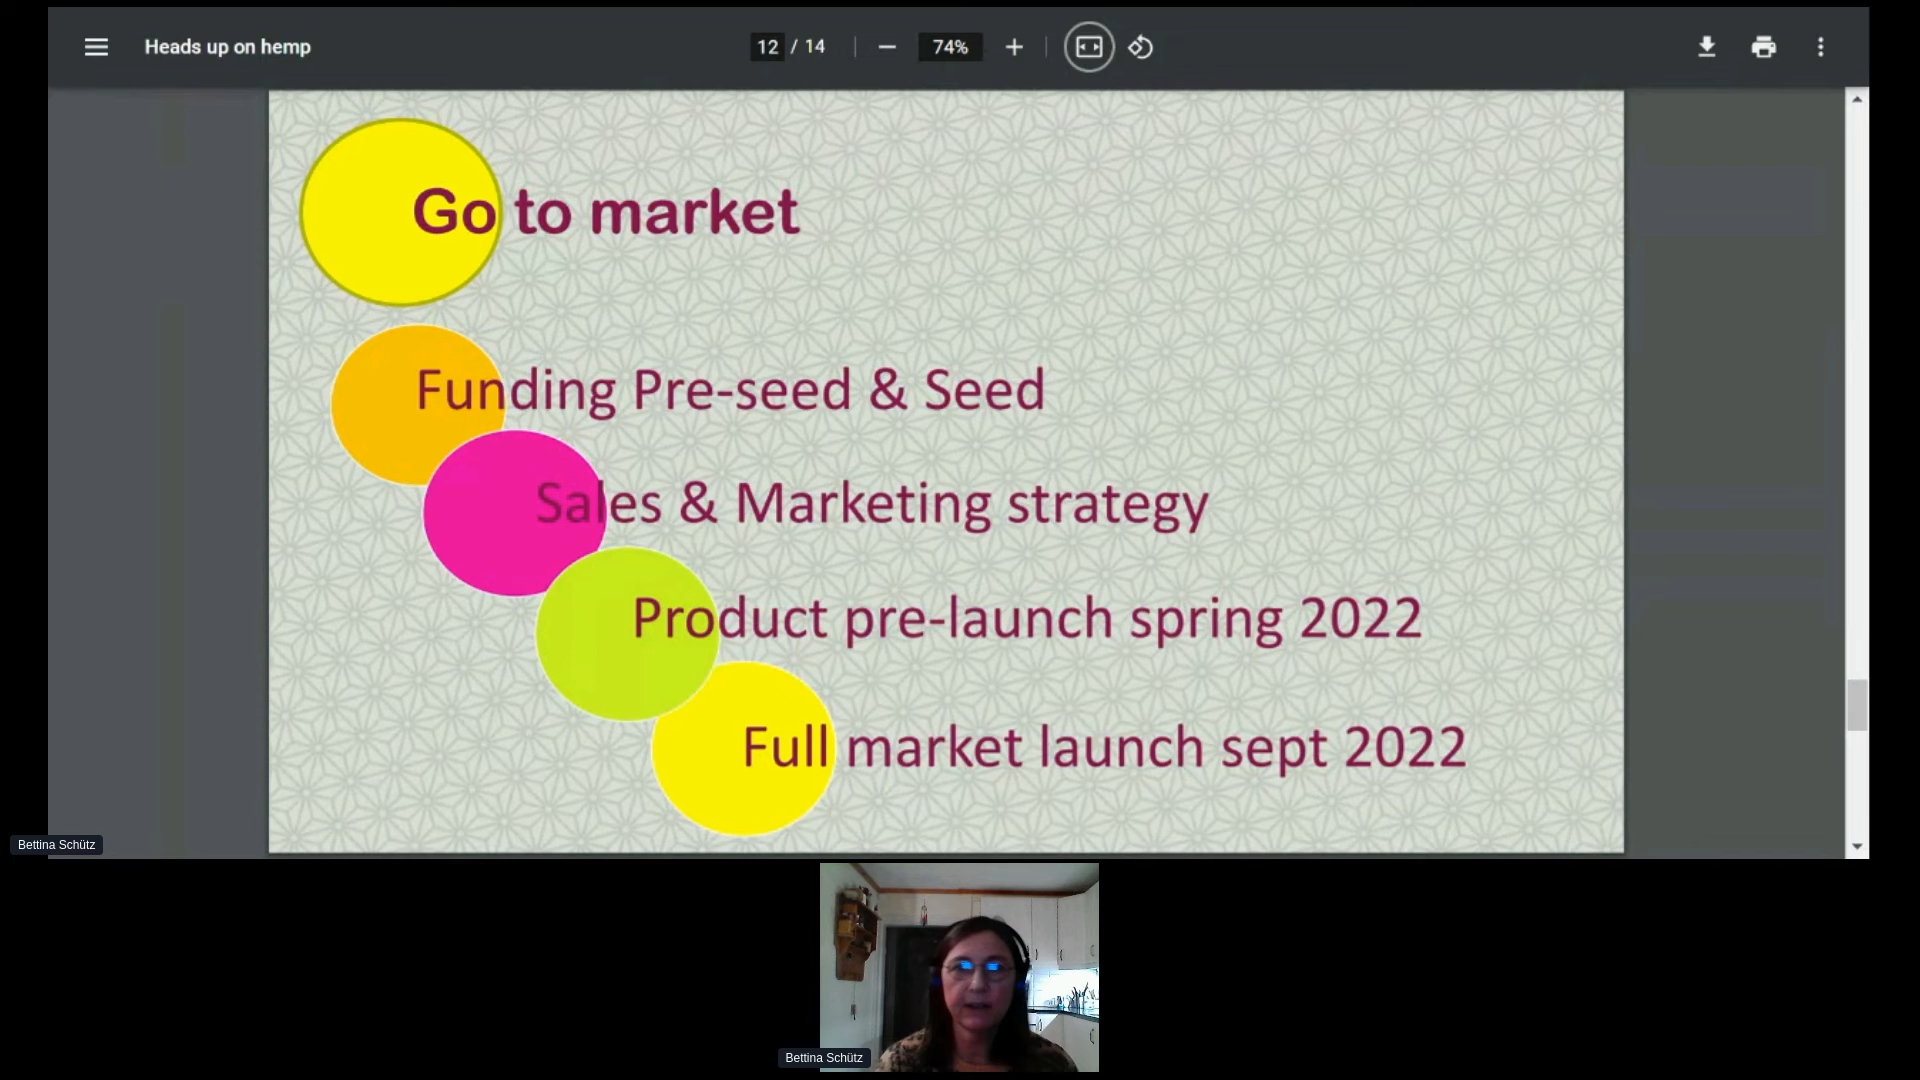 Heads up on hemp
12 / 14
74%
Go to market
Funding Pre-seed & Seed
Sales & Marketing strategy
Product pre-launch spring 2022
Full market launch sept 2022
Bettina Schütz
Bettina Schütz